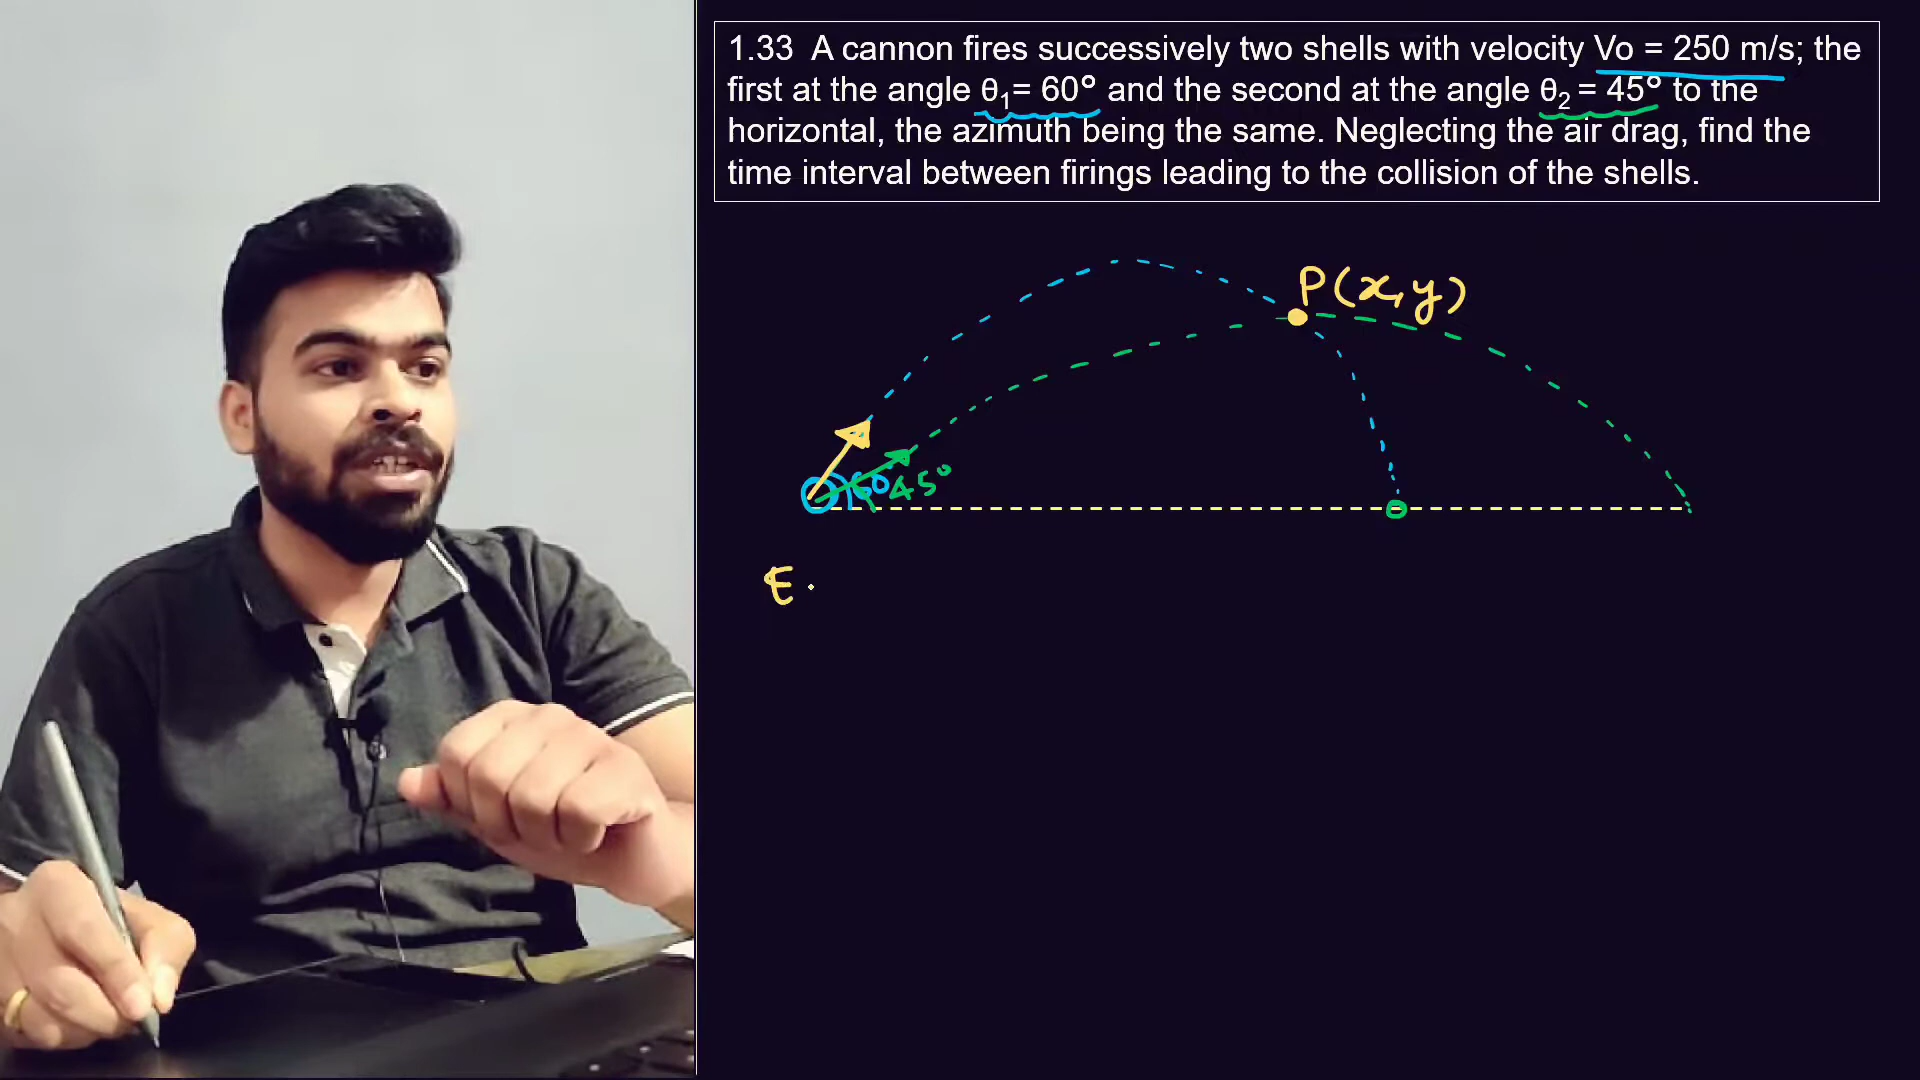 1.33 A cannon fires successively two shells with velocity Vo = 250 m/s; the
first at the angle θ₁= 60° and the second at the angle θ₂ = 45° to the
horizontal, the azimuth being the same. Neglecting the air drag, find the
time interval between firings leading to the collision of the shells.
P(x,y)
60° 45°
E